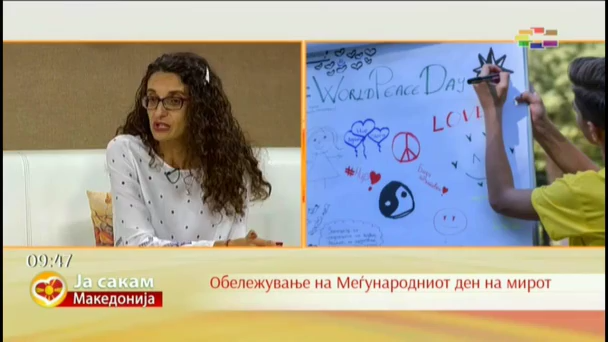 WORLD PEACE DAY
LOVE
09:47
Ја сакам
Македонија
Обележување на Меѓународниот ден на мирот